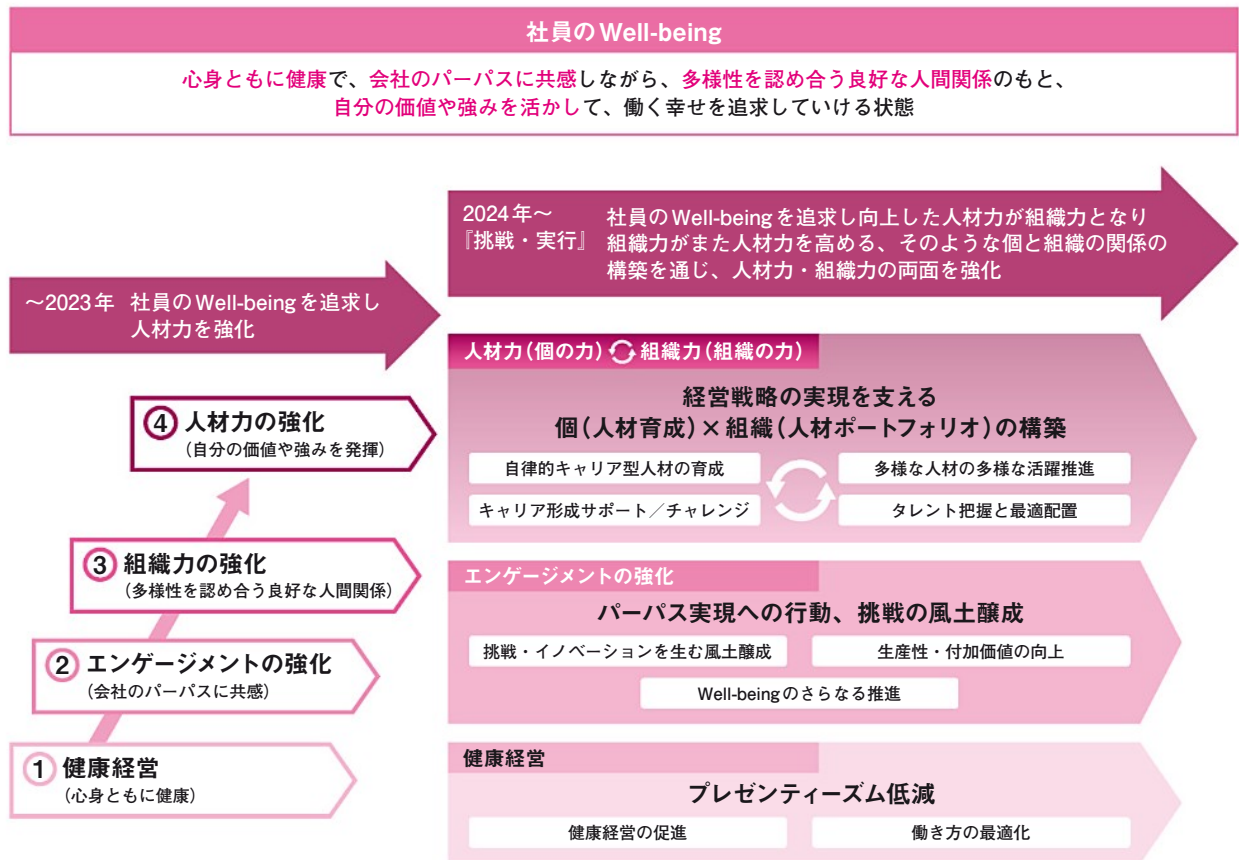 社員のWell-being
心身ともに健康で、会社のパーパスに共感しながら、多様性を認め合う良好な人間関係のもと、
自分の価値や強みを活かして、働く幸せを追求していける状態
～2023年 社員のWell-beingを追求し
人材力を強化
④ 人材力の強化
(自分の価値や強みを発揮)
③ 組織力の強化
(多様性を認め合う良好な人間関係)
② エンゲージメントの強化
(会社のパーパスに共感)
① 健康経営
(心身ともに健康)
2024年～ 社員のWell-beingを追求し向上した人材力が組織力となり
『挑戦・実行』 組織力がまた人材力を高める、そのような個と組織の関係の
構築を通じ、人材力・組織力の両面を強化
人材力(個の力) 組織力(組織の力)
経営戦略の実現を支える
個(人材育成)×組織(人材ポートフォリオ)の構築
自律的キャリア型人材の育成 多様な人材の多様な活躍推進
キャリア形成サポート／チャレンジ タレント把握と最適配置
エンゲージメントの強化
パーパス実現への行動、挑戦の風土醸成
挑戦・イノベーションを生む風土醸成 生産性・付加価値の向上
Well-beingのさらなる推進
健康経営
プレゼンティーズム低減
健康経営の促進 働き方の最適化